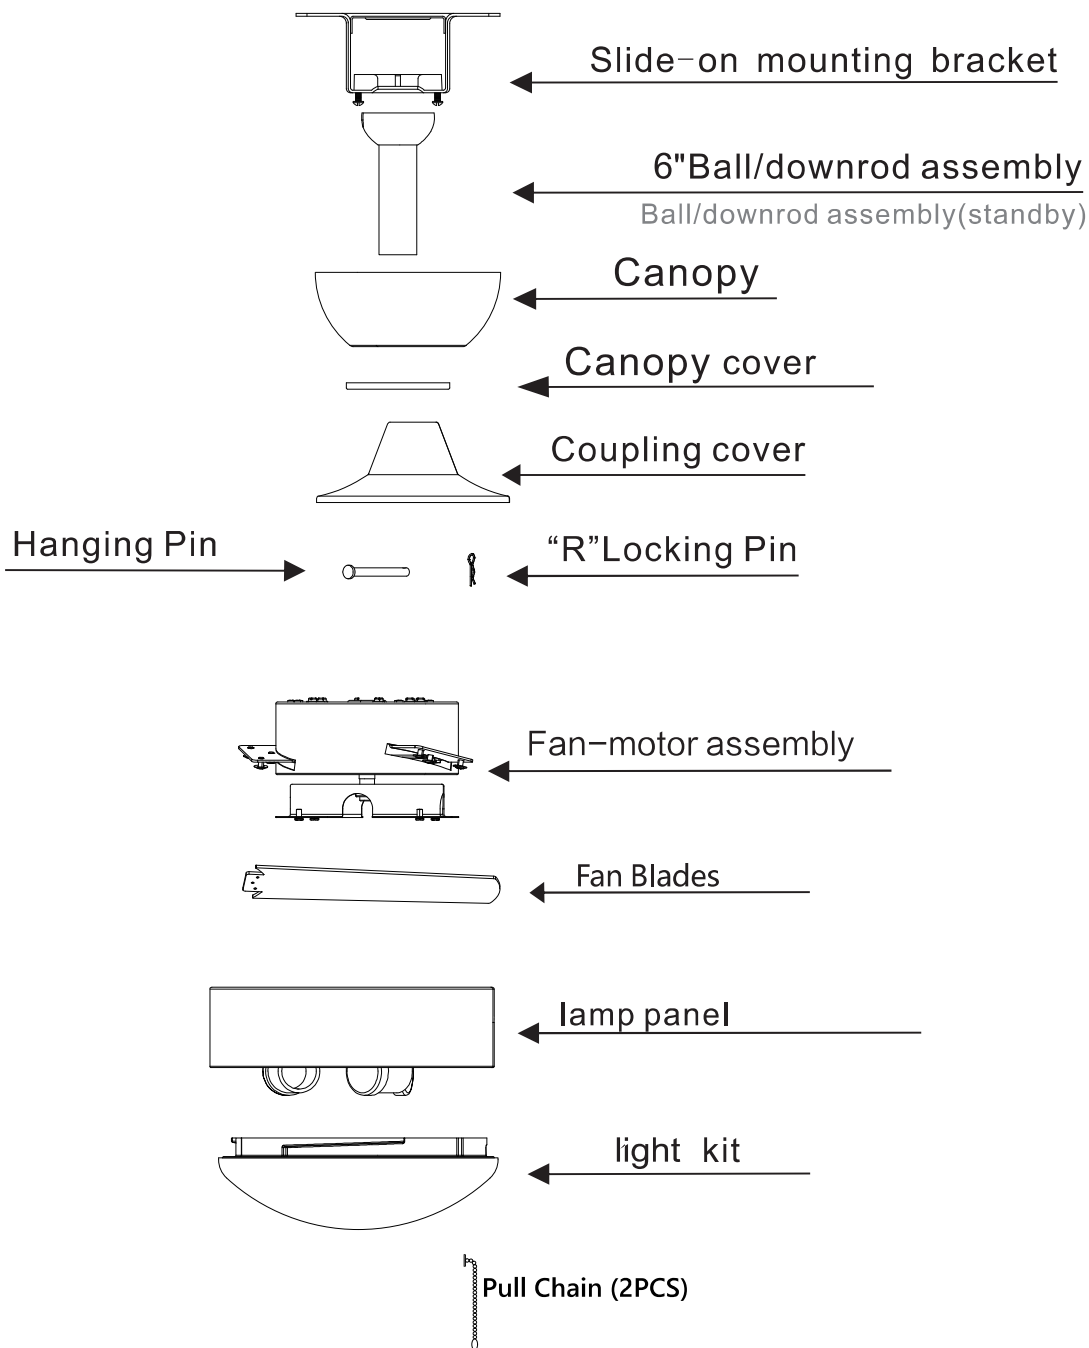 Slide-on mounting bracket
6"Ball/downrod assembly
Ball/downrod assembly(standby)
Canopy
Canopy cover
Coupling cover
Hanging Pin
“R”Locking Pin
Fan-motor assembly
Fan Blades
lamp panel
light kit
Pull Chain (2PCS)